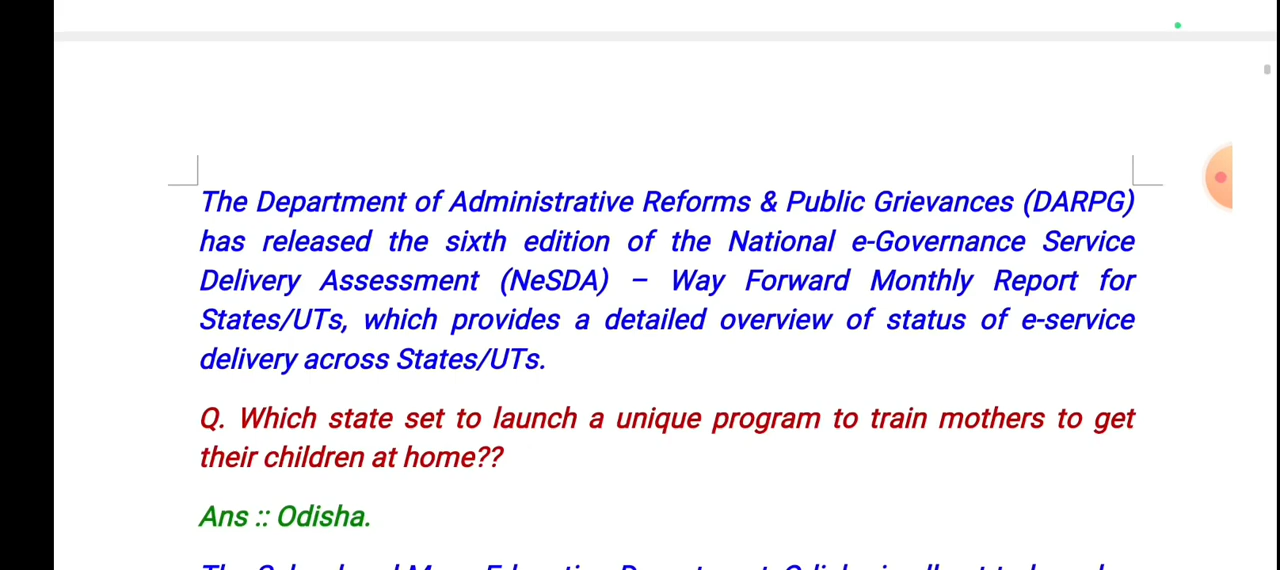 The Department of Administrative Reforms & Public Grievances (DARPG)
has released the sixth edition of the National e-Governance Service
Delivery Assessment (NeSDA) – Way Forward Monthly Report for
States/UTs, which provides a detailed overview of status of e-service
delivery across States/UTs.
Q. Which state set to launch a unique program to train mothers to get
their children at home??
Ans :: Odisha.